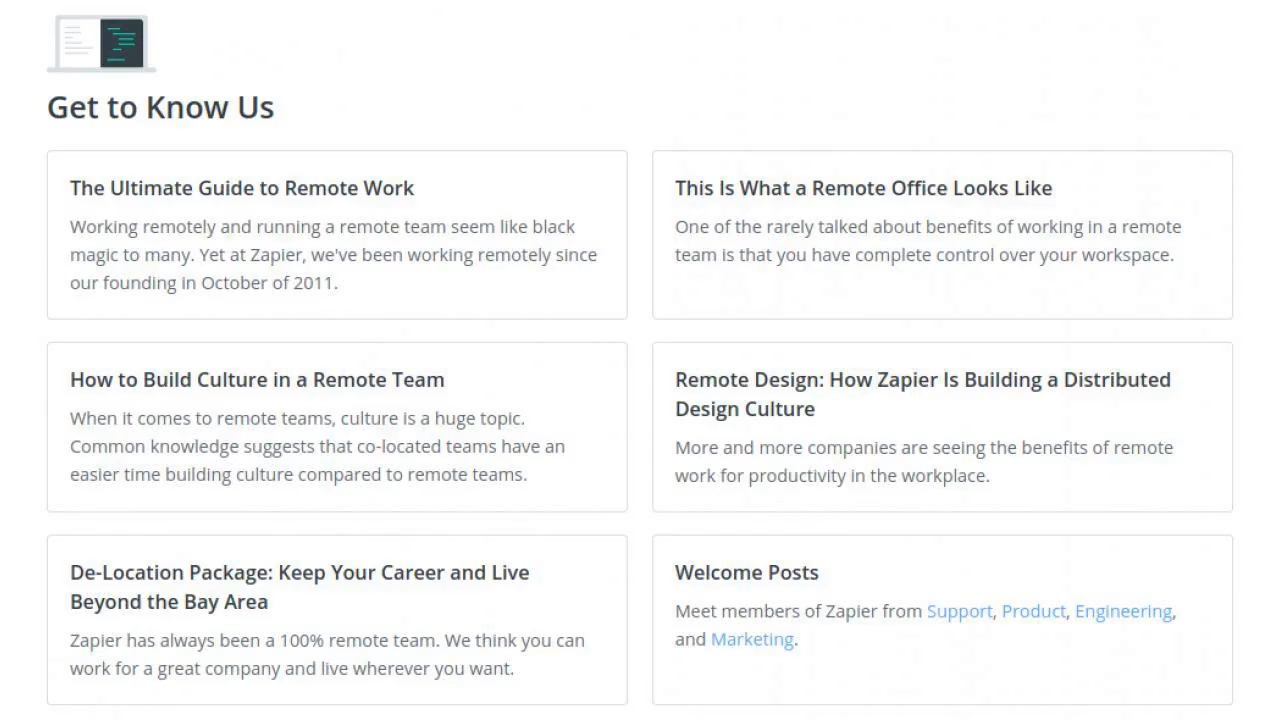 Get to Know Us
The Ultimate Guide to Remote Work
Working remotely and running a remote team seem like black
magic to many. Yet at Zapier, we've been working remotely since
our founding in October of 2011.
This Is What a Remote Office Looks Like
One of the rarely talked about benefits of working in a remote
team is that you have complete control over your workspace.
How to Build Culture in a Remote Team
When it comes to remote teams, culture is a huge topic.
Common knowledge suggests that co-located teams have an
easier time building culture compared to remote teams.
Remote Design: How Zapier Is Building a Distributed
Design Culture
More and more companies are seeing the benefits of remote
work for productivity in the workplace.
De-Location Package: Keep Your Career and Live
Beyond the Bay Area
Zapier has always been a 100% remote team. We think you can
work for a great company and live wherever you want.
Welcome Posts
Meet members of Zapier from Support, Product, Engineering,
and Marketing.